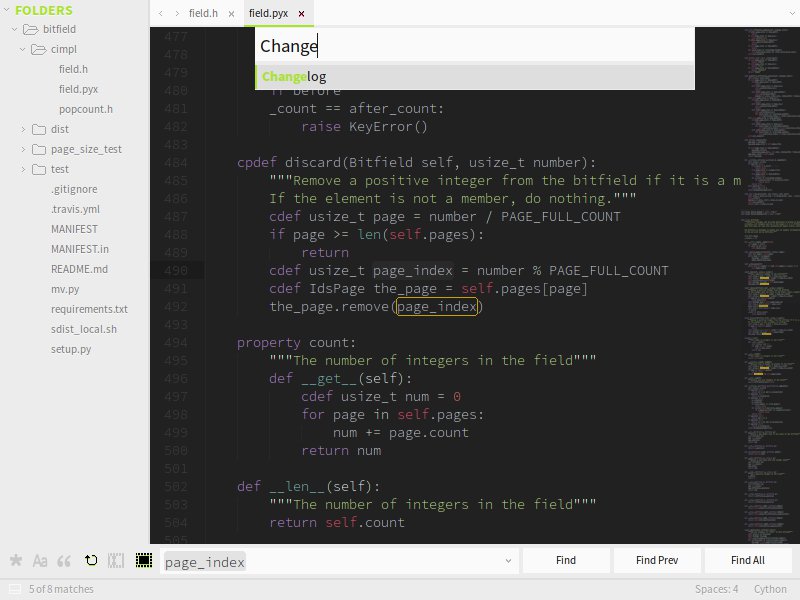 FOLDERS
bitfield
cimpl
field.h
field.pyx
popcount.h
dist
page_size_test
test
.gitignore
.travis.yml
MANIFEST
MANIFEST.in
README.md
mv.py
requirements.txt
sdist_local.sh
setup.py
field.h ×
field.pyx ×
Change
Changelog
477
478
479
480 if before
481 _count == after_count:
482 raise KeyError()
483
484 cpdef discard(Bitfield self, usize_t number):
485 """Remove a positive integer from the bitfield if it is a m
486 If the element is not a member, do nothing."""
487 cdef usize_t page = number / PAGE_FULL_COUNT
488 if page >= len(self.pages):
489 return
490 cdef usize_t page_index = number % PAGE_FULL_COUNT
491 cdef IdsPage the_page = self.pages[page]
492 the_page.remove(page_index)
493
494 property count:
495 """The number of integers in the field"""
496 def __get__(self):
497 cdef usize_t num = 0
498 for page in self.pages:
499 num += page.count
500 return num
501
502 def __len__(self):
503 """The number of integers in the field"""
504 return self.count
505
Aa
page_index
Find
Find Prev
Find All
5 of 8 matches
Spaces: 4
Cython